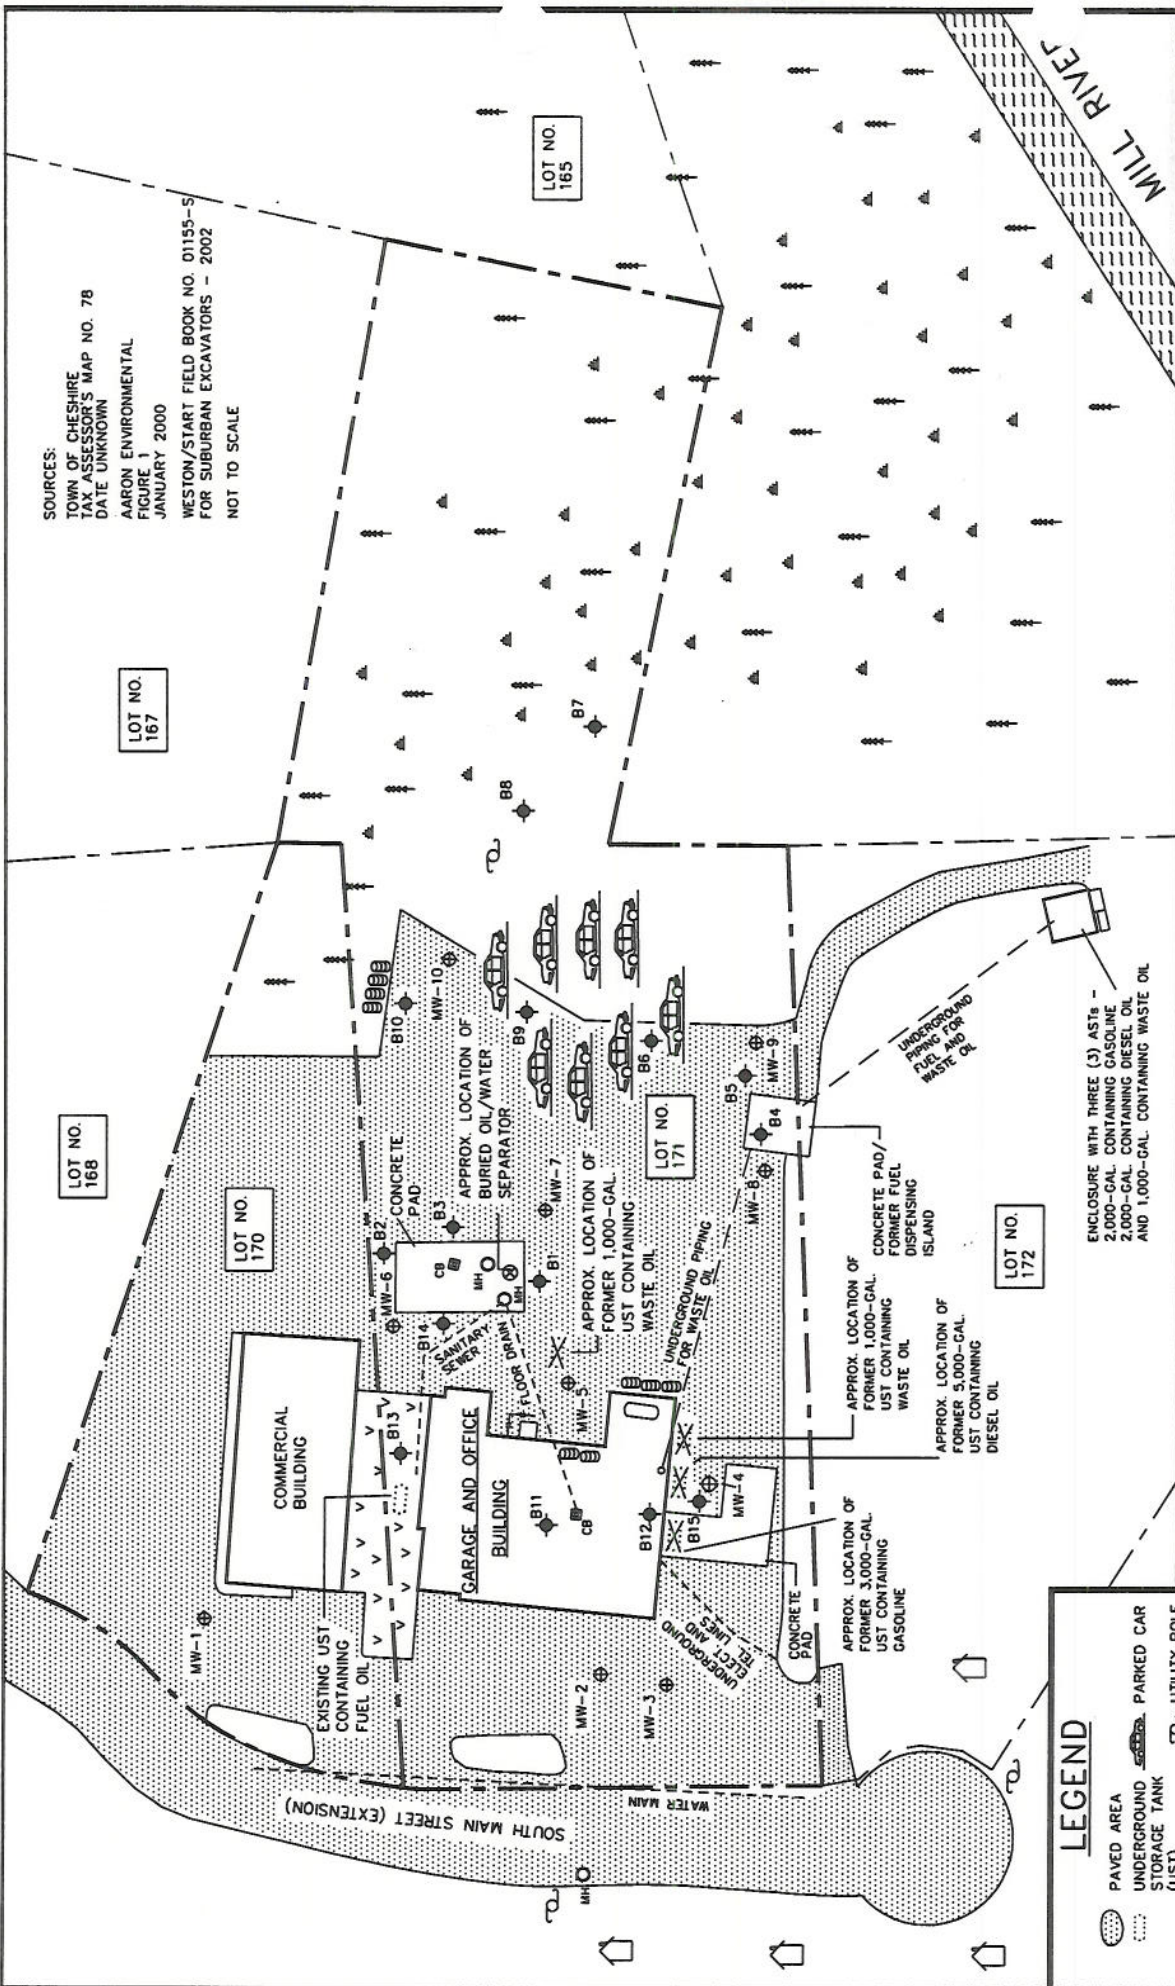 SOURCES:
TOWN OF CHESHIRE
TAX ASSESSOR'S MAP NO. 78
DATE UNKNOWN
AARON ENVIRONMENTAL
FIGURE 1
JANUARY 2000
WESTON/START FIELD BOOK NO. 01155-S
FOR SUBURBAN EXCAVATORS - 2002
NOT TO SCALE
LOT NO.
168
LOT NO.
167
LOT NO.
165
LOT NO.
170
LOT NO.
171
LOT NO.
172
MILL RIVER
SOUTH MAIN STREET (EXTENSION)
WATER MAIN
MH
MW-1
MW-2
MW-3
EXISTING UST
CONTAINING
FUEL OIL
COMMERCIAL
BUILDING
B13
GARAGE AND OFFICE
BUILDING
B11
CB
B12
B15
MW-4
FLOOR DRAIN
SANITARY
SEWER
B14
MW-6
B2
CONCRETE
PAD
CB
MH
MH
B3
APPROX. LOCATION OF
BURIED OIL/WATER
SEPARATOR
B1
MW-5
MW-7
APPROX. LOCATION OF
FORMER 1,000-GAL.
UST CONTAINING
WASTE OIL
UNDERGROUND PIPING
FOR WASTE OIL
B10
MW-10
B9
B6
B5
MW-9
B4
MW-8
B8
B7
UNDERGROUND
ELECT AND
TEL LINES
CONCRETE
PAD
APPROX. LOCATION OF
FORMER 3,000-GAL.
UST CONTAINING
GASOLINE
APPROX. LOCATION OF
FORMER 1,000-GAL.
UST CONTAINING
WASTE OIL
APPROX. LOCATION OF
FORMER 5,000-GAL.
UST CONTAINING
DIESEL OIL
CONCRETE PAD/
FORMER FUEL
DISPENSING
ISLAND
UNDERGROUND
PIPING FOR
FUEL AND
WASTE OIL
ENCLOSURE WITH THREE (3) ASTs -
2,000-GAL. CONTAINING GASOLINE
2,000-GAL. CONTAINING DIESEL OIL
AND 1,000-GAL. CONTAINING WASTE OIL
LEGEND
PAVED AREA
UNDERGROUND
STORAGE TANK
(UST)
PARKED CAR
UTILITY POLE